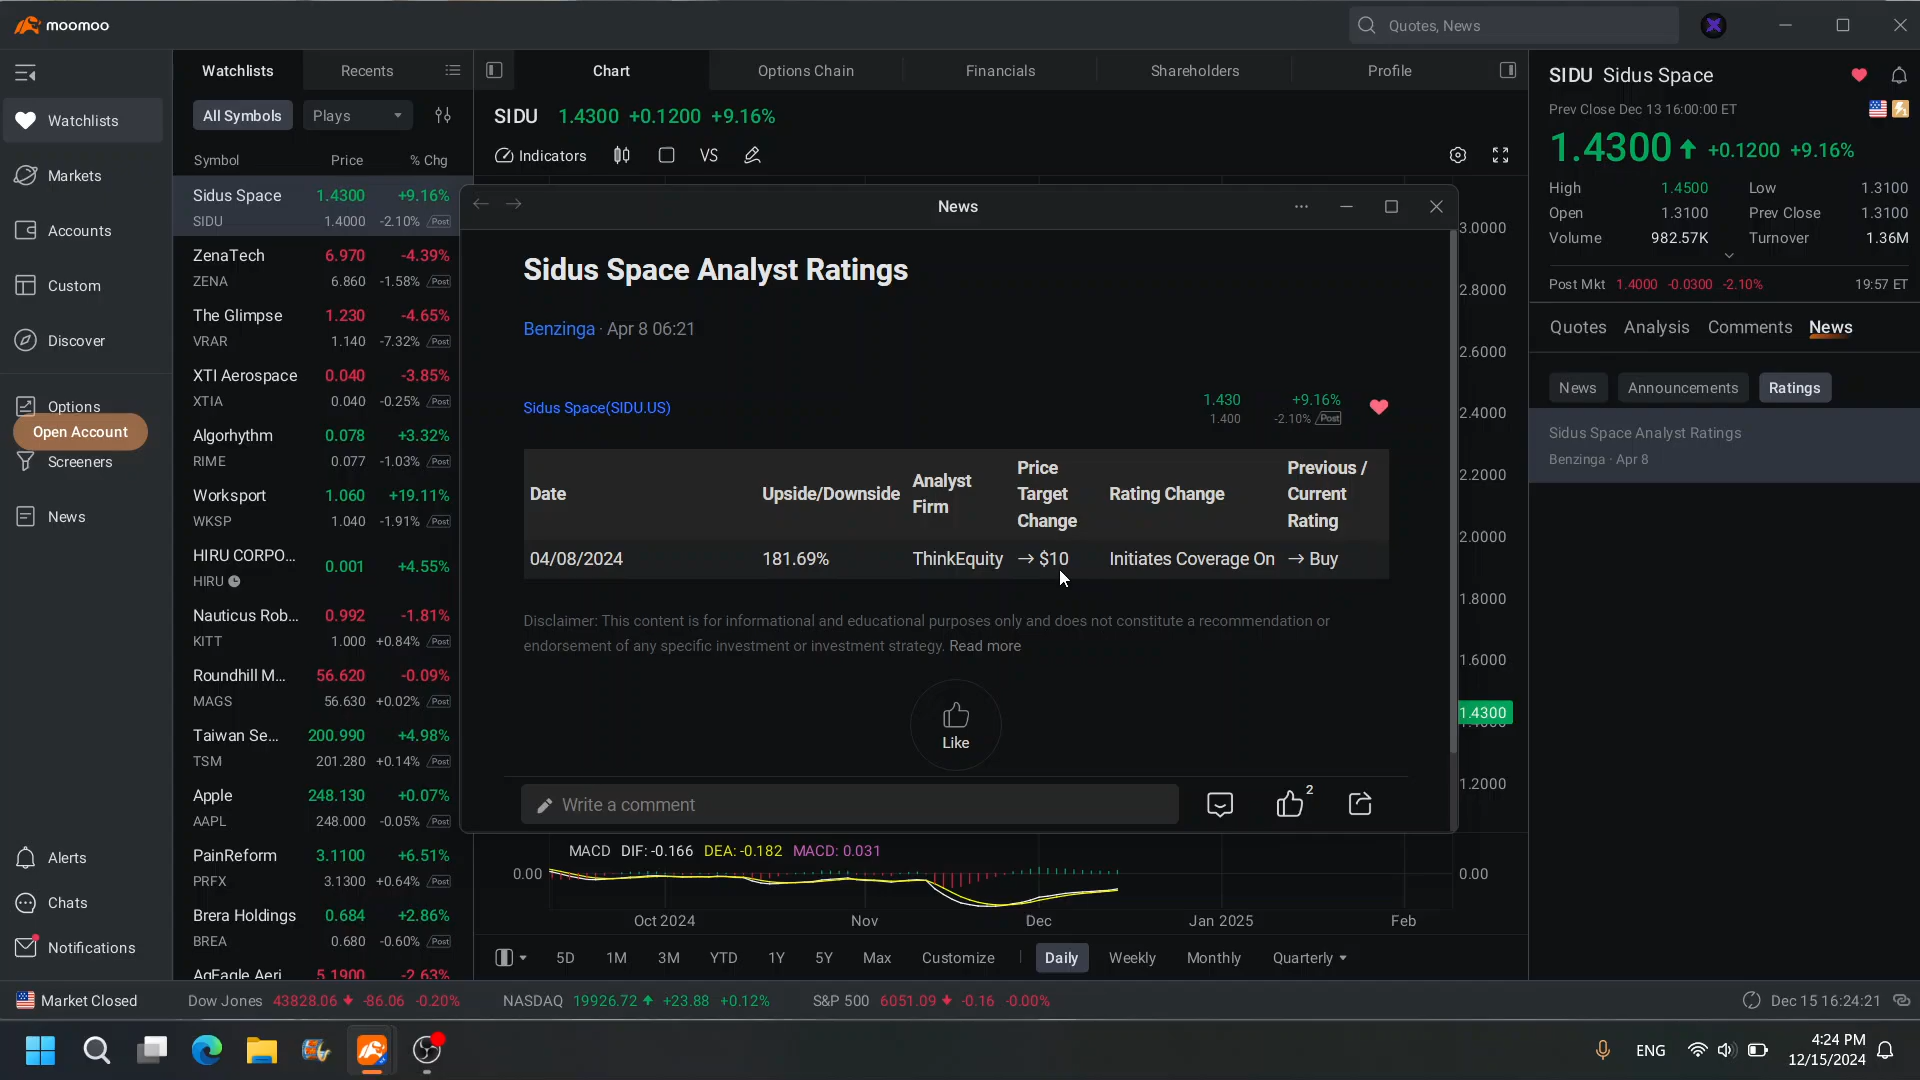 moomoo
Quotes, News
Watchlists
Markets
Accounts
Custom
Discover
Options
Open Account
Screeners
News
Alerts
Chats
Notifications
Watchlists Recents
All Symbols Plays
Symbol Price % Chg
Sidus Space 1.4300 +9.16%
SIDU 1.4000 -2.10% Post
ZenaTech 6.970 -4.39%
ZENA 6.860 -1.58% Post
The Glimpse 1.230 -4.65%
VRAR 1.140 -7.32% Post
XTI Aerospace 0.040 -3.85%
XTIA 0.040 -0.25% Post
Algorhythm 0.078 +3.32%
RIME 0.077 -1.03% Post
Worksport 1.060 +19.11%
WKSP 1.040 -1.91% Post
HIRU CORPO... 0.001 +4.55%
HIRU
Nauticus Rob... 0.992 -1.81%
KITT 1.000 +0.84% Post
Roundhill M... 56.620 -0.09%
MAGS 56.630 +0.02% Post
Taiwan Se... 200.990 +4.98%
TSM 201.280 +0.14% Post
Apple 248.130 +0.07%
AAPL 248.000 -0.05% Post
PainReform 3.1100 +6.51%
PRFX 3.1300 +0.64% Post
Brera Holdings 0.684 +2.86%
BREA 0.680 -0.60% Post
AgEagle Aeri 5.1900 -2.63%
Chart Options Chain Financials Shareholders Profile
SIDU 1.4300 +0.1200 +9.16%
Indicators VS
News
Sidus Space Analyst Ratings
Benzinga · Apr 8 06:21
Sidus Space(SIDU.US) 1.430 +9.16%
1.400 -2.10% Post
Date Upside/Downside Analyst Firm Price Target Change Rating Change Previous / Current Rating
04/08/2024 181.69% ThinkEquity → $10 Initiates Coverage On → Buy
Disclaimer: This content is for informational and educational purposes only and does not constitute a recommendation or
endorsement of any specific investment or investment strategy. Read more
Like
Write a comment 2
3.0000
2.8000
2.6000
2.4000
2.2000
2.0000
1.8000
1.6000
1.4300
1.2000
MACD DIF: -0.166 DEA: -0.182 MACD: 0.031
0.00 0.00
Oct 2024 Nov Dec Jan 2025 Feb
5D 1M 3M YTD 1Y 5Y Max Customize Daily Weekly Monthly Quarterly
SIDU Sidus Space
Prev Close Dec 13 16:00:00 ET
1.4300 +0.1200 +9.16%
High 1.4500 Low 1.3100
Open 1.3100 Prev Close 1.3100
Volume 982.57K Turnover 1.36M
Post Mkt 1.4000 -0.0300 -2.10% 19:57 ET
Quotes Analysis Comments News
News Announcements Ratings
Sidus Space Analyst Ratings
Benzinga · Apr 8
Market Closed Dow Jones 43828.06 -86.06 -0.20% NASDAQ 19926.72 +23.88 +0.12% S&P 500 6051.09 -0.16 -0.00% Dec 15 16:24:21
ENG 4:24 PM
12/15/2024